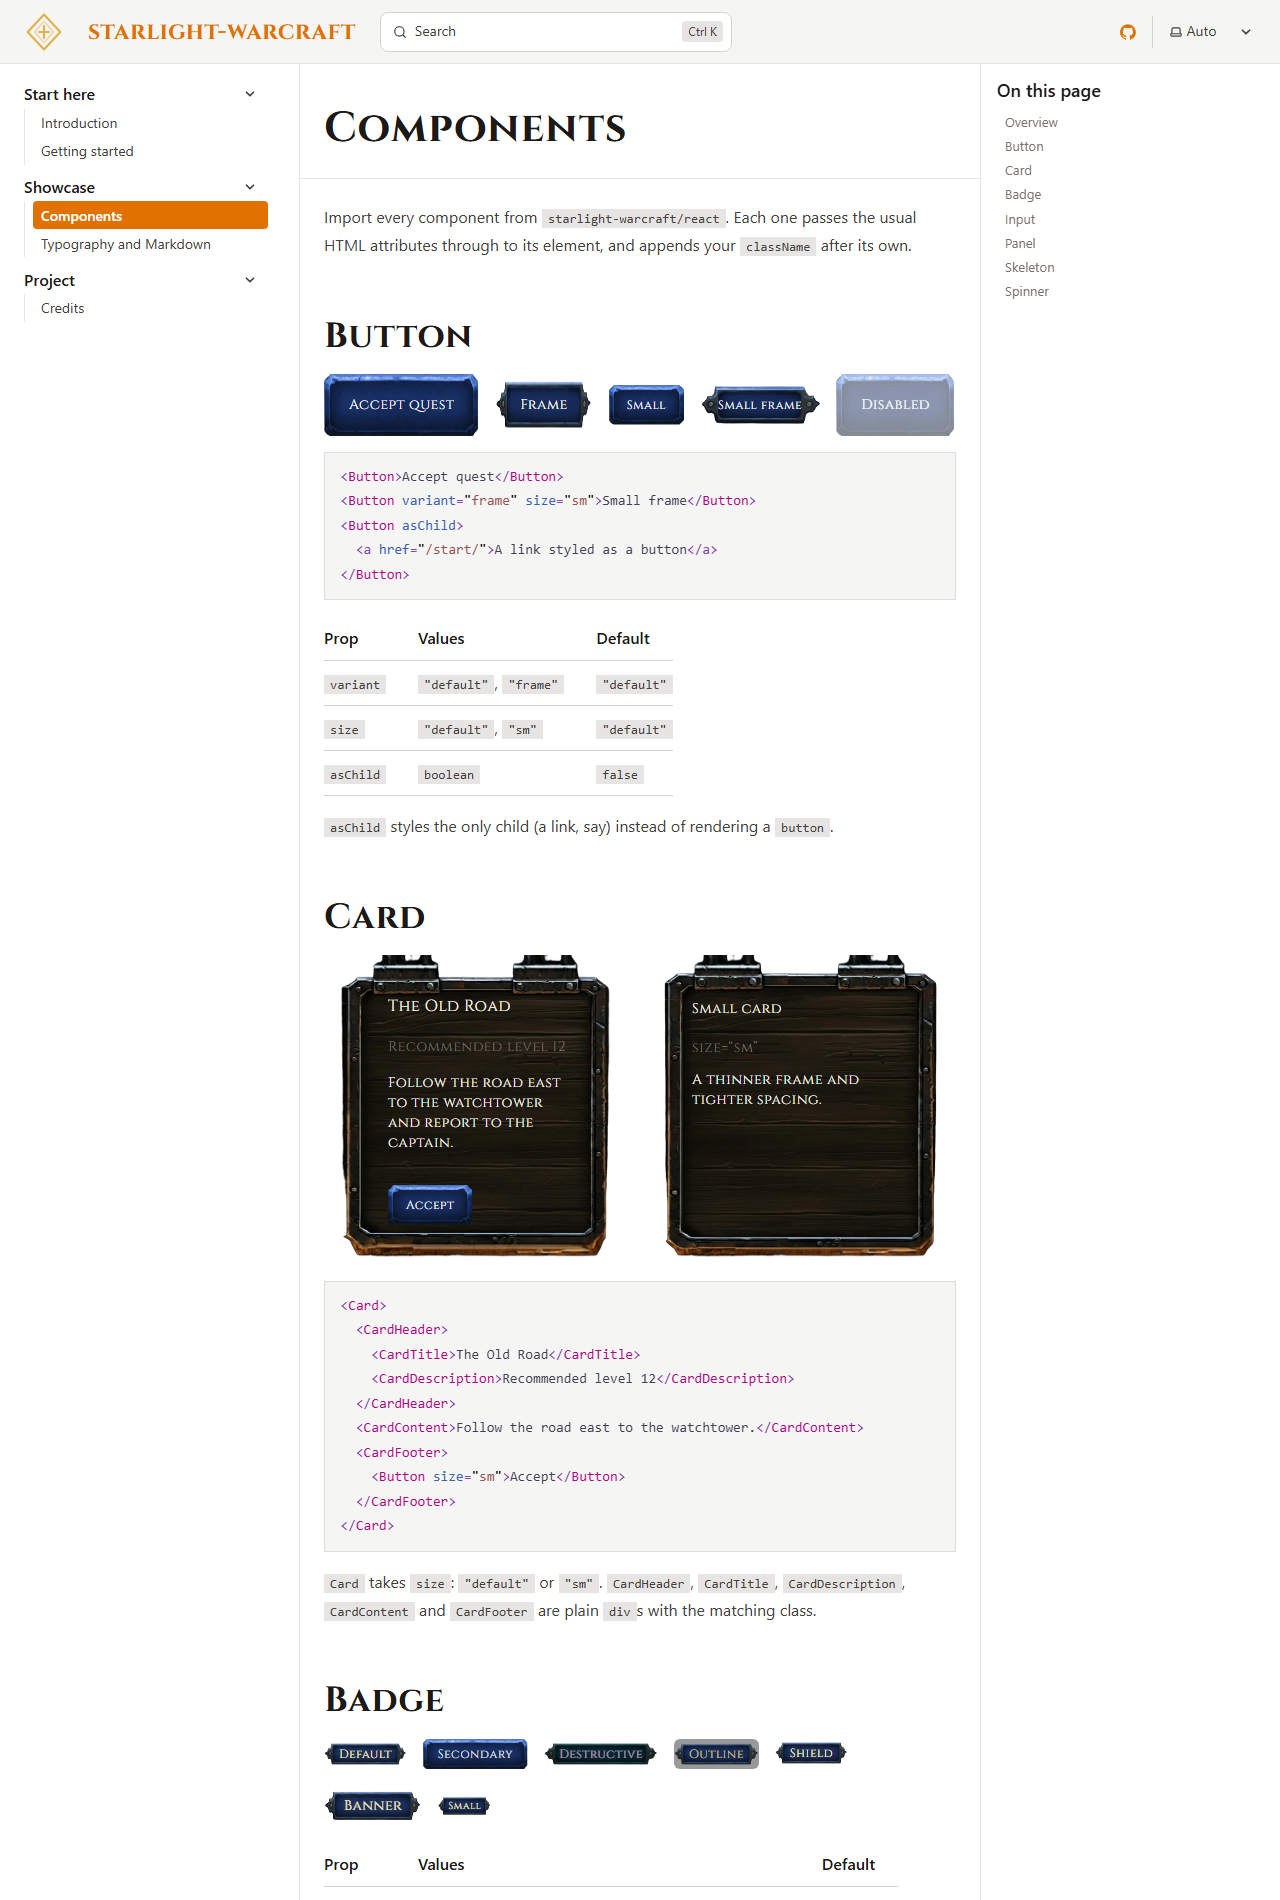 STARLIGHT-WARCRAFT
Search
Ctrl K
Auto
Start here
Introduction
Getting started
Showcase
Components
Typography and Markdown
Project
Credits
Components
Import every component from starlight-warcraft/react. Each one passes the usual
HTML attributes through to its element, and appends your className after its own.
Button
Accept quest
Frame
Small
Small frame
Disabled
<Button>Accept quest</Button>
<Button variant="frame" size="sm">Small frame</Button>
<Button asChild>
  <a href="/start/">A link styled as a button</a>
</Button>
Prop Values Default
variant "default", "frame" "default"
size "default", "sm" "default"
asChild boolean false
asChild styles the only child (a link, say) instead of rendering a button.
Card
The Old Road
Recommended level 12
Follow the road east
to the watchtower
and report to the
captain.
Accept
Small card
size="sm"
A thinner frame and
tighter spacing.
<Card>
  <CardHeader>
    <CardTitle>The Old Road</CardTitle>
    <CardDescription>Recommended level 12</CardDescription>
  </CardHeader>
  <CardContent>Follow the road east to the watchtower.</CardContent>
  <CardFooter>
    <Button size="sm">Accept</Button>
  </CardFooter>
</Card>
Card takes size: "default" or "sm". CardHeader, CardTitle, CardDescription,
CardContent and CardFooter are plain divs with the matching class.
Badge
Default
Secondary
Destructive
Outline
Shield
Banner
Small
Prop Values Default
On this page
Overview
Button
Card
Badge
Input
Panel
Skeleton
Spinner